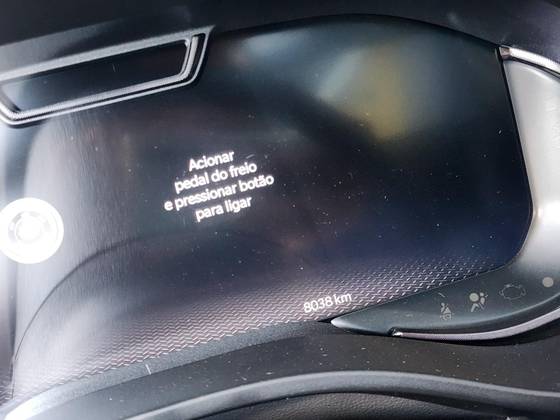 Acionar
pedal do freio
e pressionar botão
para ligar
8038 km